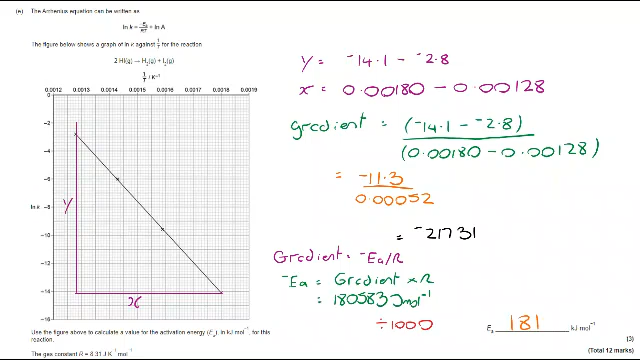 (e) The Arrhenius equation can be written as
ln k = −Ea/RT + ln A
The figure below shows a graph of ln k against 1/T for the reaction
2 HI(g) → H₂(g) + I₂(g)
1/T / K⁻¹
0.0012 0.0013 0.0014 0.0015 0.0016 0.0017 0.0018 0.0019
0
−2
−4
−6
−8
ln k
−10
−12
−14
y
x
Use the figure above to calculate a value for the activation energy (Ea), in kJ mol⁻¹, for this
reaction.
The gas constant R = 8.31 J K⁻¹ mol⁻¹
y = -14.1 - -2.8
x = 0.00180 - 0.00128
gradient = (-14.1 - -2.8)
(0.00180 - 0.00128)
= -11.3
0.00052
= -21731
Gradient = -Ea/R
-Ea = Gradient × R
= 180583 J mol⁻¹
÷1000
Ea 181 kJ mol⁻¹
(3)
(Total 12 marks)